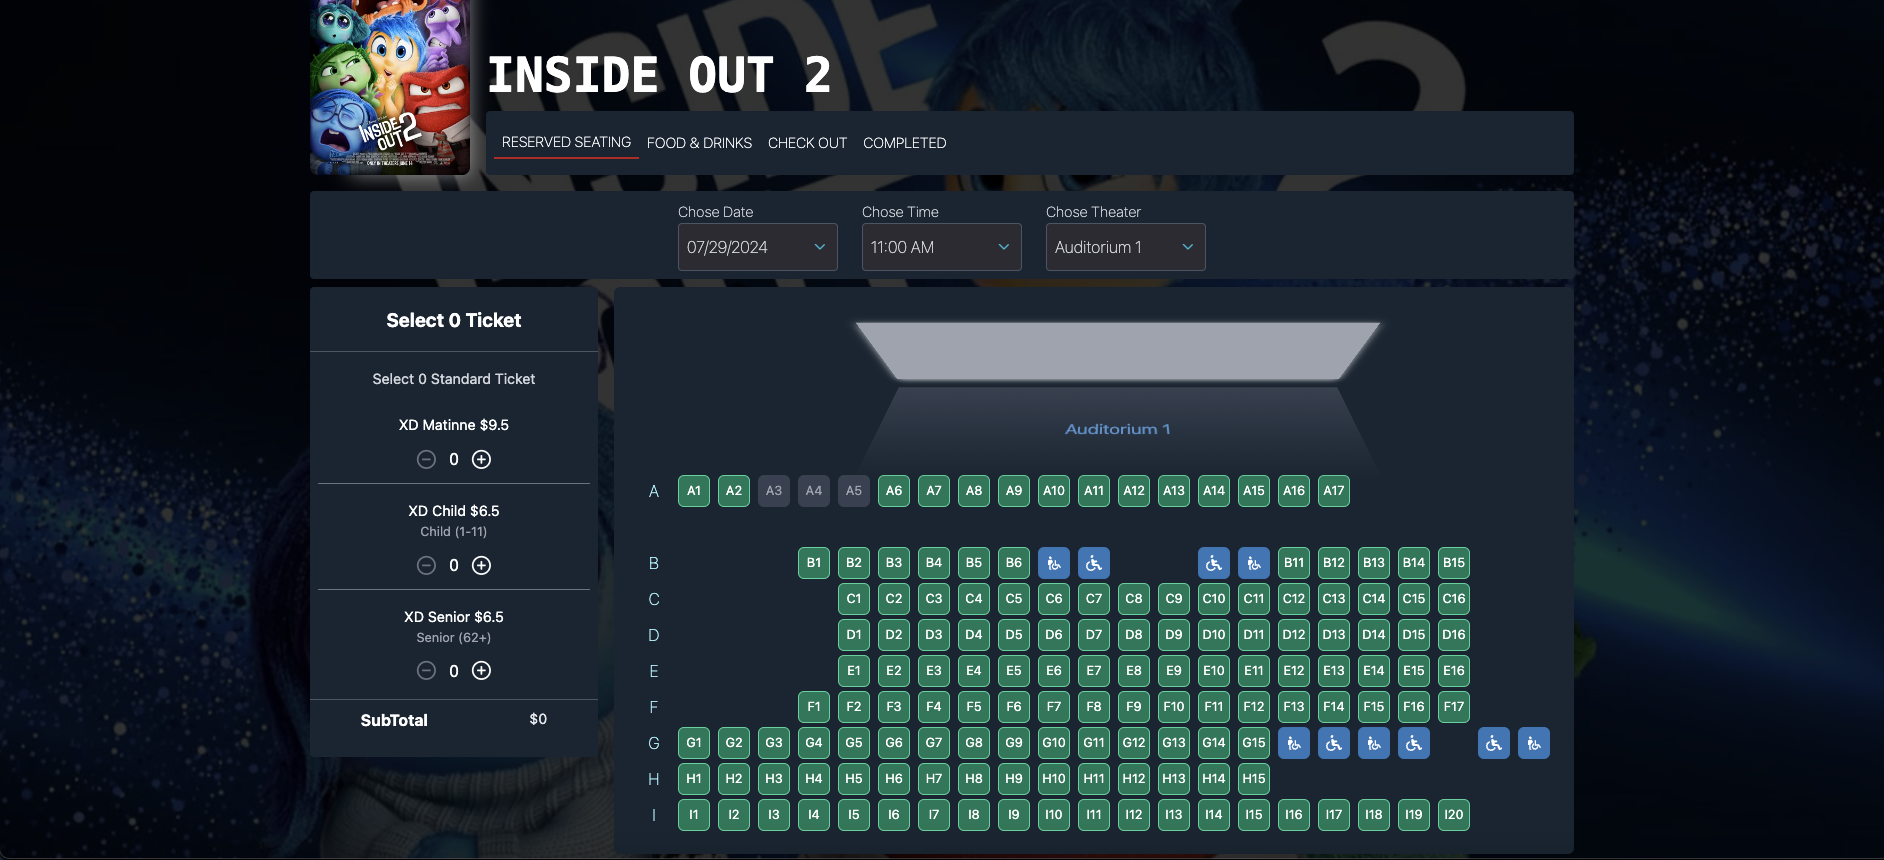 INSIDE OUT 2
ONLY IN THEATERS JUNE 14
INSIDE OUT 2
RESERVED SEATING FOOD & DRINKS CHECK OUT COMPLETED
Chose Date Chose Time Chose Theater
07/29/2024 11:00 AM Auditorium 1
Select 0 Ticket
Select 0 Standard Ticket
XD Matinne $9.5
0
XD Child $6.5
Child (1-11)
0
XD Senior $6.5
Senior (62+)
0
SubTotal $0
Auditorium 1
A A1 A2 A3 A4 A5 A6 A7 A8 A9 A10 A11 A12 A13 A14 A15 A16 A17
B B1 B2 B3 B4 B5 B6 B11 B12 B13 B14 B15
C C1 C2 C3 C4 C5 C6 C7 C8 C9 C10 C11 C12 C13 C14 C15 C16
D D1 D2 D3 D4 D5 D6 D7 D8 D9 D10 D11 D12 D13 D14 D15 D16
E E1 E2 E3 E4 E5 E6 E7 E8 E9 E10 E11 E12 E13 E14 E15 E16
F F1 F2 F3 F4 F5 F6 F7 F8 F9 F10 F11 F12 F13 F14 F15 F16 F17
G G1 G2 G3 G4 G5 G6 G7 G8 G9 G10 G11 G12 G13 G14 G15
H H1 H2 H3 H4 H5 H6 H7 H8 H9 H10 H11 H12 H13 H14 H15
I I1 I2 I3 I4 I5 I6 I7 I8 I9 I10 I11 I12 I13 I14 I15 I16 I17 I18 I19 I20